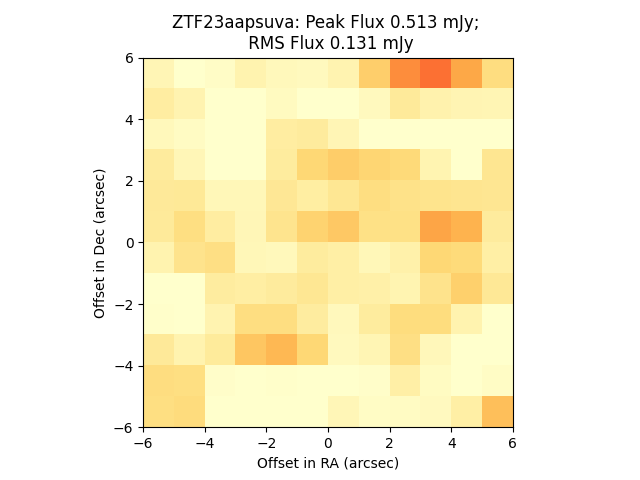 ZTF23aapsuva: Peak Flux 0.513 mJy;
RMS Flux 0.131 mJy
6
4
2
0
−2
−4
−6
Offset in Dec (arcsec)
−6 −4 −2 0 2 4 6
Offset in RA (arcsec)